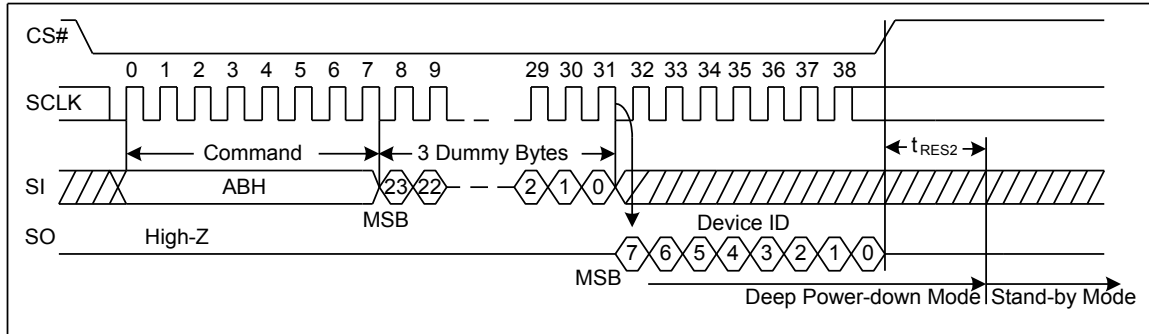 CS#
0 1 2 3 4 5 6 7 8 9 29 30 31 32 33 34 35 36 37 38
SCLK
Command 3 Dummy Bytes tRES2
SI ABH 23 22 2 1 0
MSB Device ID
SO High-Z
7 6 5 4 3 2 1 0
MSB
Deep Power-down Mode Stand-by Mode